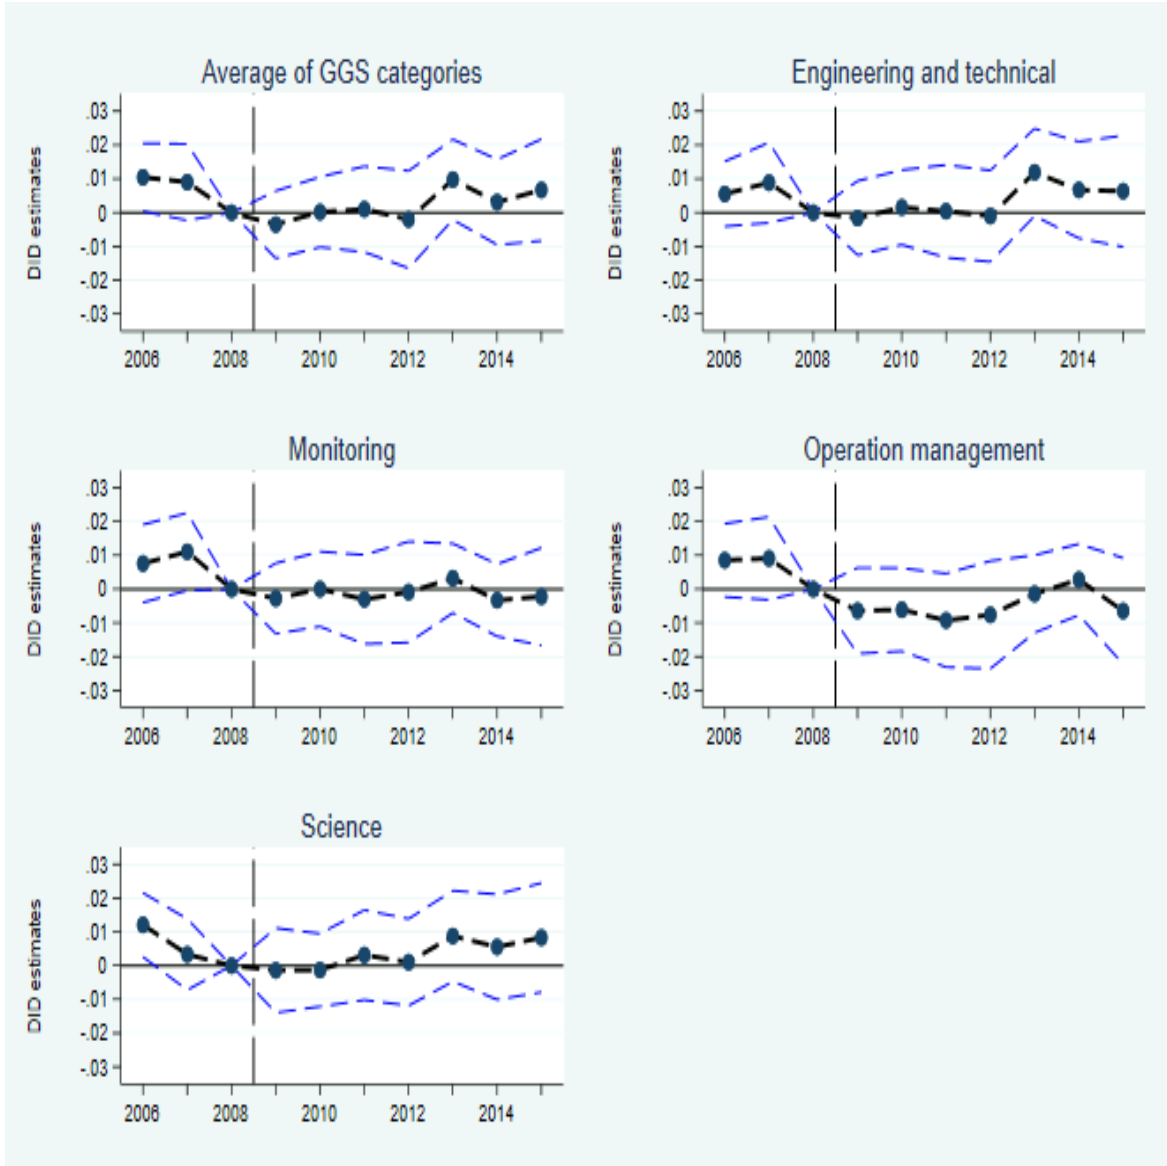 Average of GGS categories
DID estimates
.03
.02
.01
0
-.01
-.02
-.03
2006 2008 2010 2012 2014
Engineering and technical
DID estimates
.03
.02
.01
0
-.01
-.02
-.03
2006 2008 2010 2012 2014
Monitoring
DID estimates
.03
.02
.01
0
-.01
-.02
-.03
2006 2008 2010 2012 2014
Operation management
DID estimates
.03
.02
.01
0
-.01
-.02
-.03
2006 2008 2010 2012 2014
Science
DID estimates
.03
.02
.01
0
-.01
-.02
-.03
2006 2008 2010 2012 2014